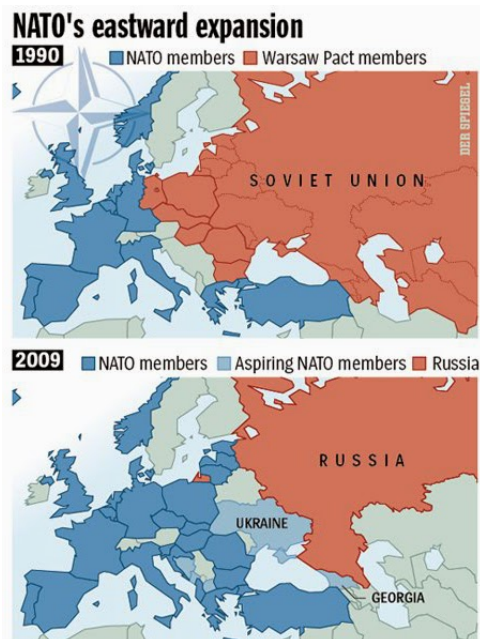 NATO's eastward expansion
1990 NATO members Warsaw Pact members
DER SPIEGEL
SOVIET UNION
2009 NATO members Aspiring NATO members Russia
RUSSIA
UKRAINE
GEORGIA